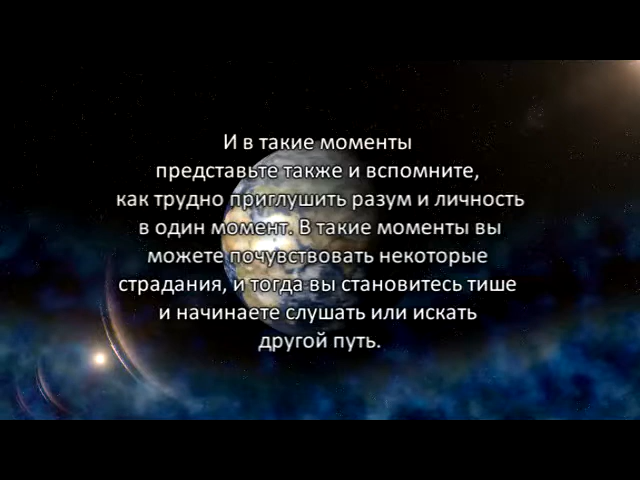 И в такие моменты
представьте также и вспомните,
как трудно приглушить разум и личность
в один момент. В такие моменты вы
можете почувствовать некоторые
страдания, и тогда вы становитесь тише
и начинаете слушать или искать
другой путь.